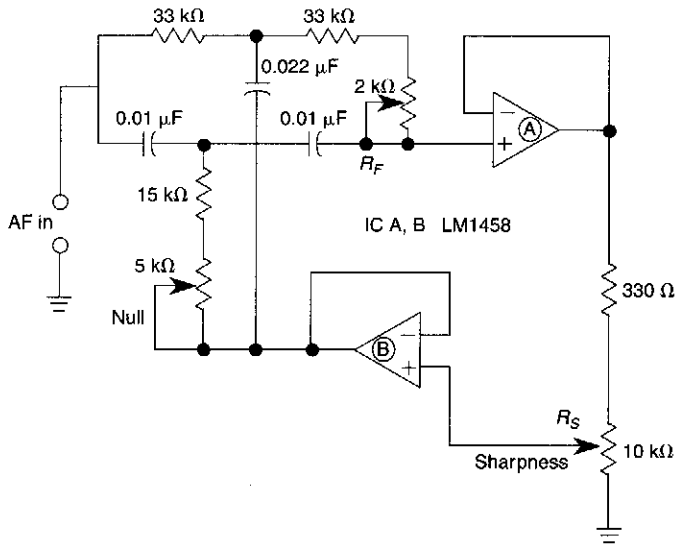 33 kΩ
33 kΩ
0.022 μF
2 kΩ
0.01 μF
0.01 μF
A
R_F
15 kΩ
AF in
IC A, B LM1458
5 kΩ
330 Ω
Null
B
R_S
10 kΩ
Sharpness